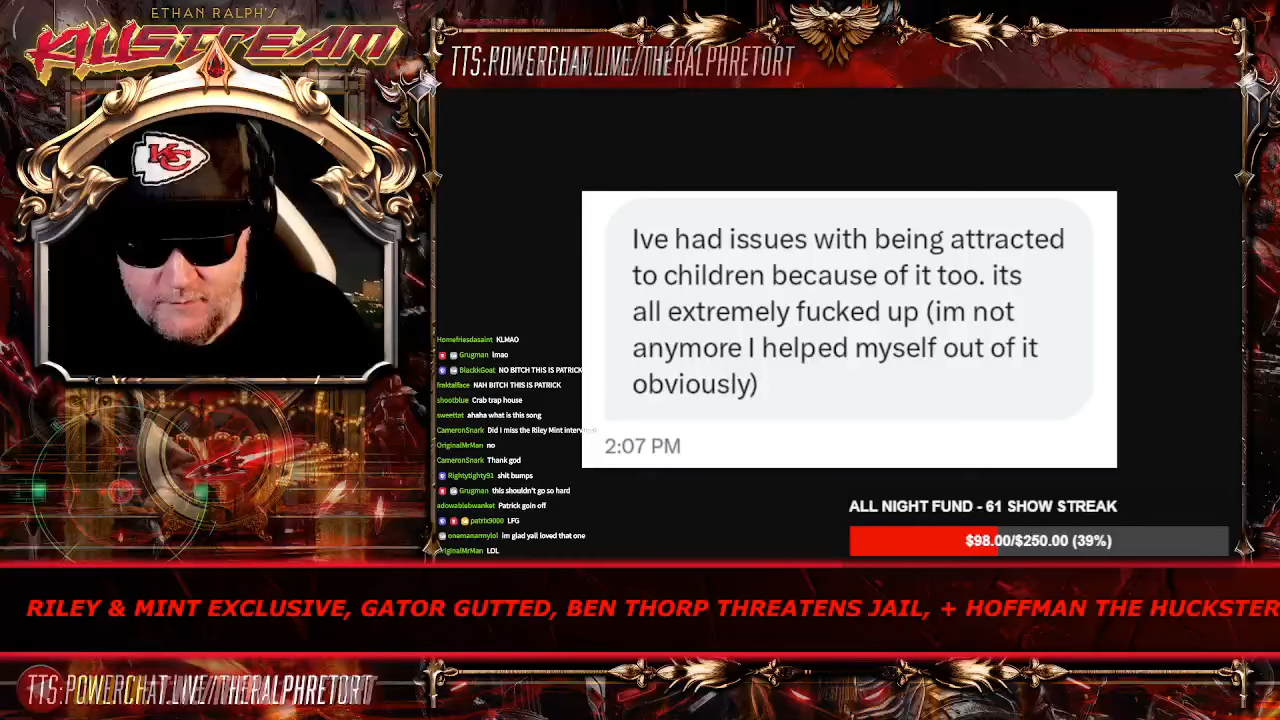 ETHAN RALPH'S
KILLSTREAM
TTS:POWERCHAT.LIVE/THERALPHRETORT
KC
Ive had issues with being attracted
to children because of it too. its
all extremely fucked up (im not
anymore I helped myself out of it
obviously)
2:07 PM
Homefriesdasaint KLMAO
Grugman lmao
BlackkGoat NO BITCH THIS IS PATRICK
fraktalface NAH BITCH THIS IS PATRICK
shootblue Crab trap house
sweettat ahaha what is this song
CameronSnark Did I miss the Riley Mint
OriginalMrMan no
CameronSnark Thank god
Rightytighty91 shit bumps
Grugman this shouldn't go so hard
adowablebwanket Patrick goin off
patrix9000 LFG
onemanarmylol im glad yall loved that one
OriginalMrMan LOL
ALL NIGHT FUND - 61 SHOW STREAK
$98.00/$250.00 (39%)
RILEY & MINT EXCLUSIVE, GATOR GUTTED, BEN THORP THREATENS JAIL, + HOFFMAN THE HUCKSTER
TTS:POWERCHAT.LIVE/THERALPHRETORT